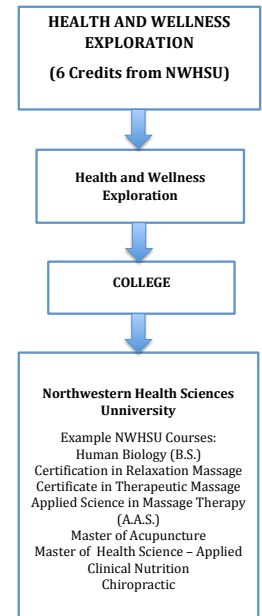 HEALTH AND WELLNESS
EXPLORATION
(6 Credits from NWHSU)
Health and Wellness
Exploration
COLLEGE
Northwestern Health Sciences
Unniversity
Example NWHSU Courses:
Human Biology (B.S.)
Certification in Relaxation Massage
Certificate in Therapeutic Massage
Applied Science in Massage Therapy
(A.A.S.)
Master of Acupuncture
Master of Health Science – Applied
Clinical Nutrition
Chiropractic